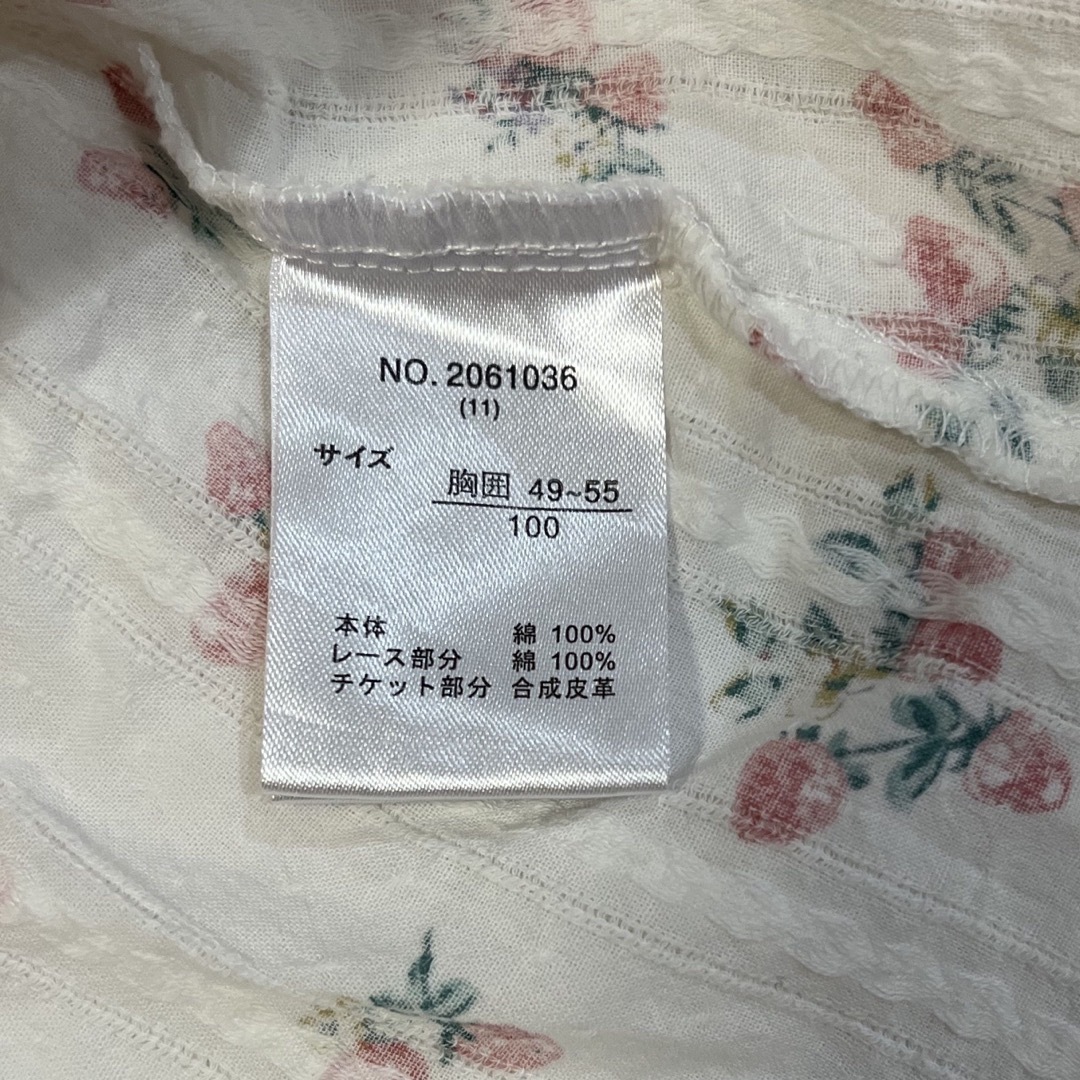 NO. 2061036
(11)
サイズ
胸囲 49~55
100
本体 綿 100%
レース部分 綿 100%
チケット部分 合成皮革